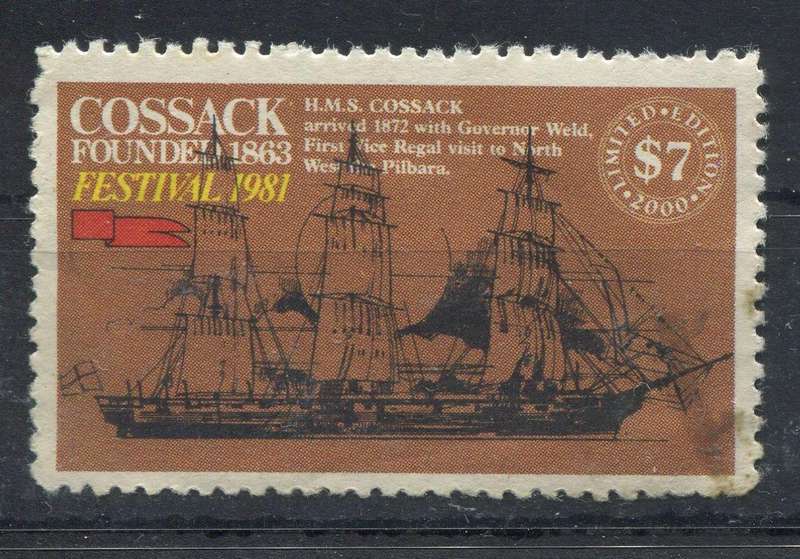 COSSACK
FOUNDED 1863
FESTIVAL 1981
H.M.S. COSSACK
arrived 1872 with Governor Weld,
First Vice Regal visit to North
West
Pilbara.
LIMITED • EDITION • 2000 •
$7